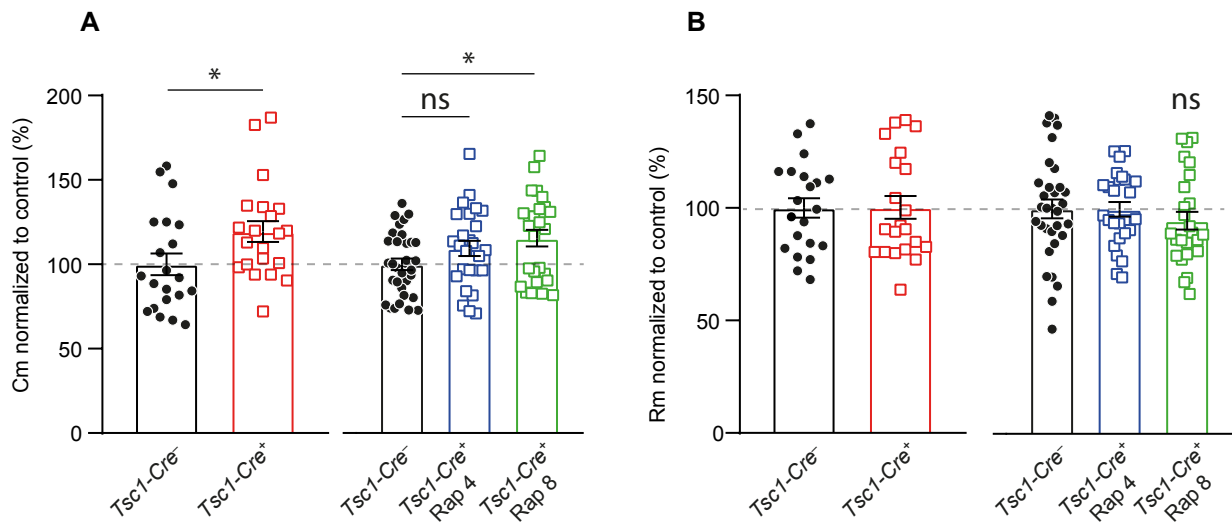 A
B
*
*
ns
ns
Cm normalized to control (%)
200
150
100
50
0
Tsc1-Cre⁻
Tsc1-Cre⁺
Tsc1-Cre⁻
Tsc1-Cre⁺
Rap 4
Tsc1-Cre⁺
Rap 8
Rm normalized to control (%)
150
100
50
0
Tsc1-Cre⁻
Tsc1-Cre⁺
Tsc1-Cre⁻
Tsc1-Cre⁺
Rap 4
Tsc1-Cre⁺
Rap 8